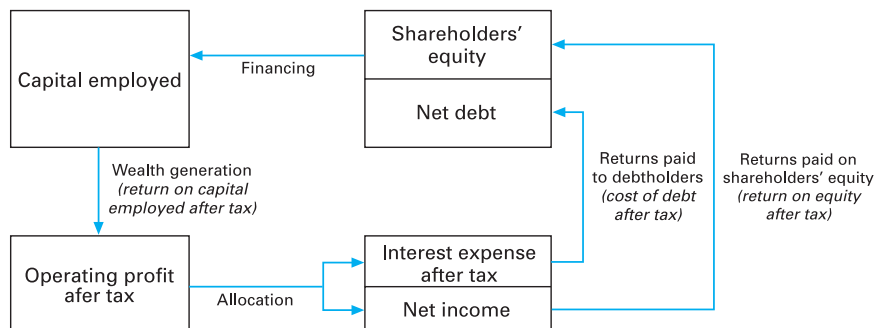 Capital employed
Financing
Shareholders'
equity
Net debt
Wealth generation
(return on capital
employed after tax)
Returns paid
to debtholders
(cost of debt
after tax)
Returns paid on
shareholders' equity
(return on equity
after tax)
Operating profit
afer tax
Allocation
Interest expense
after tax
Net income